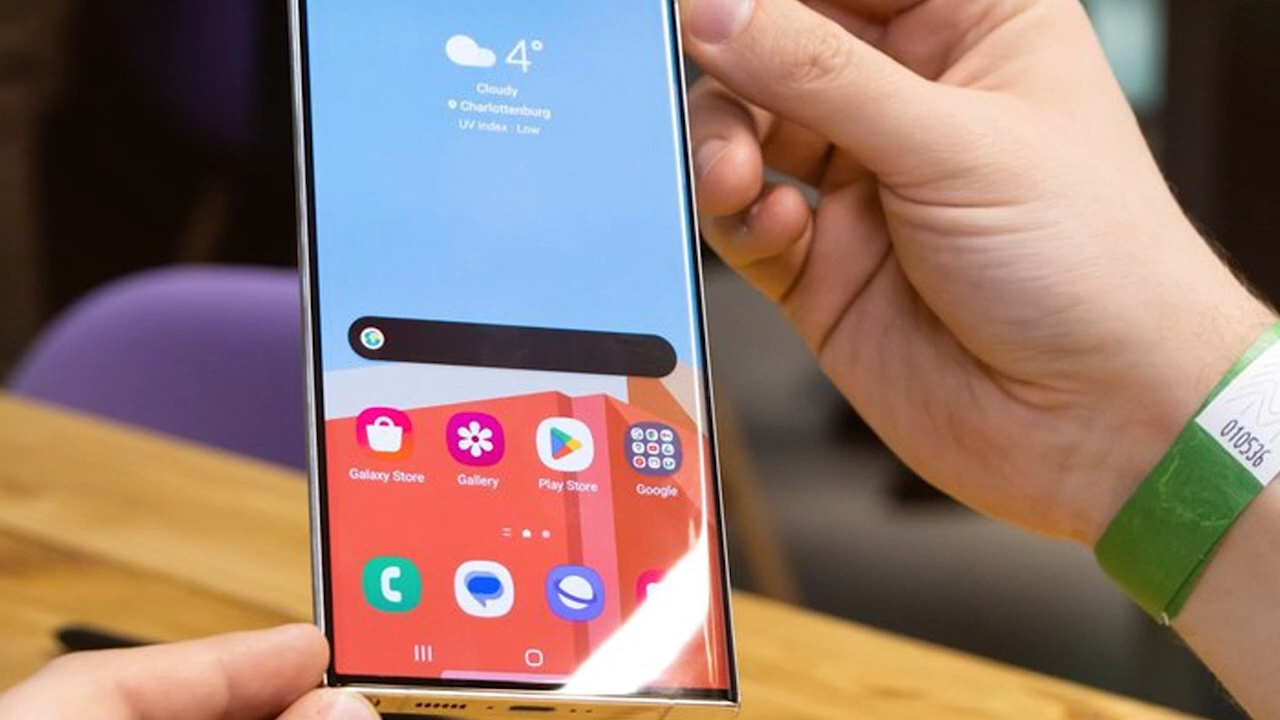 4°
Cloudy
Charlottenburg
UV index : Low
Galaxy Store
Gallery
Play Store
Google
010536